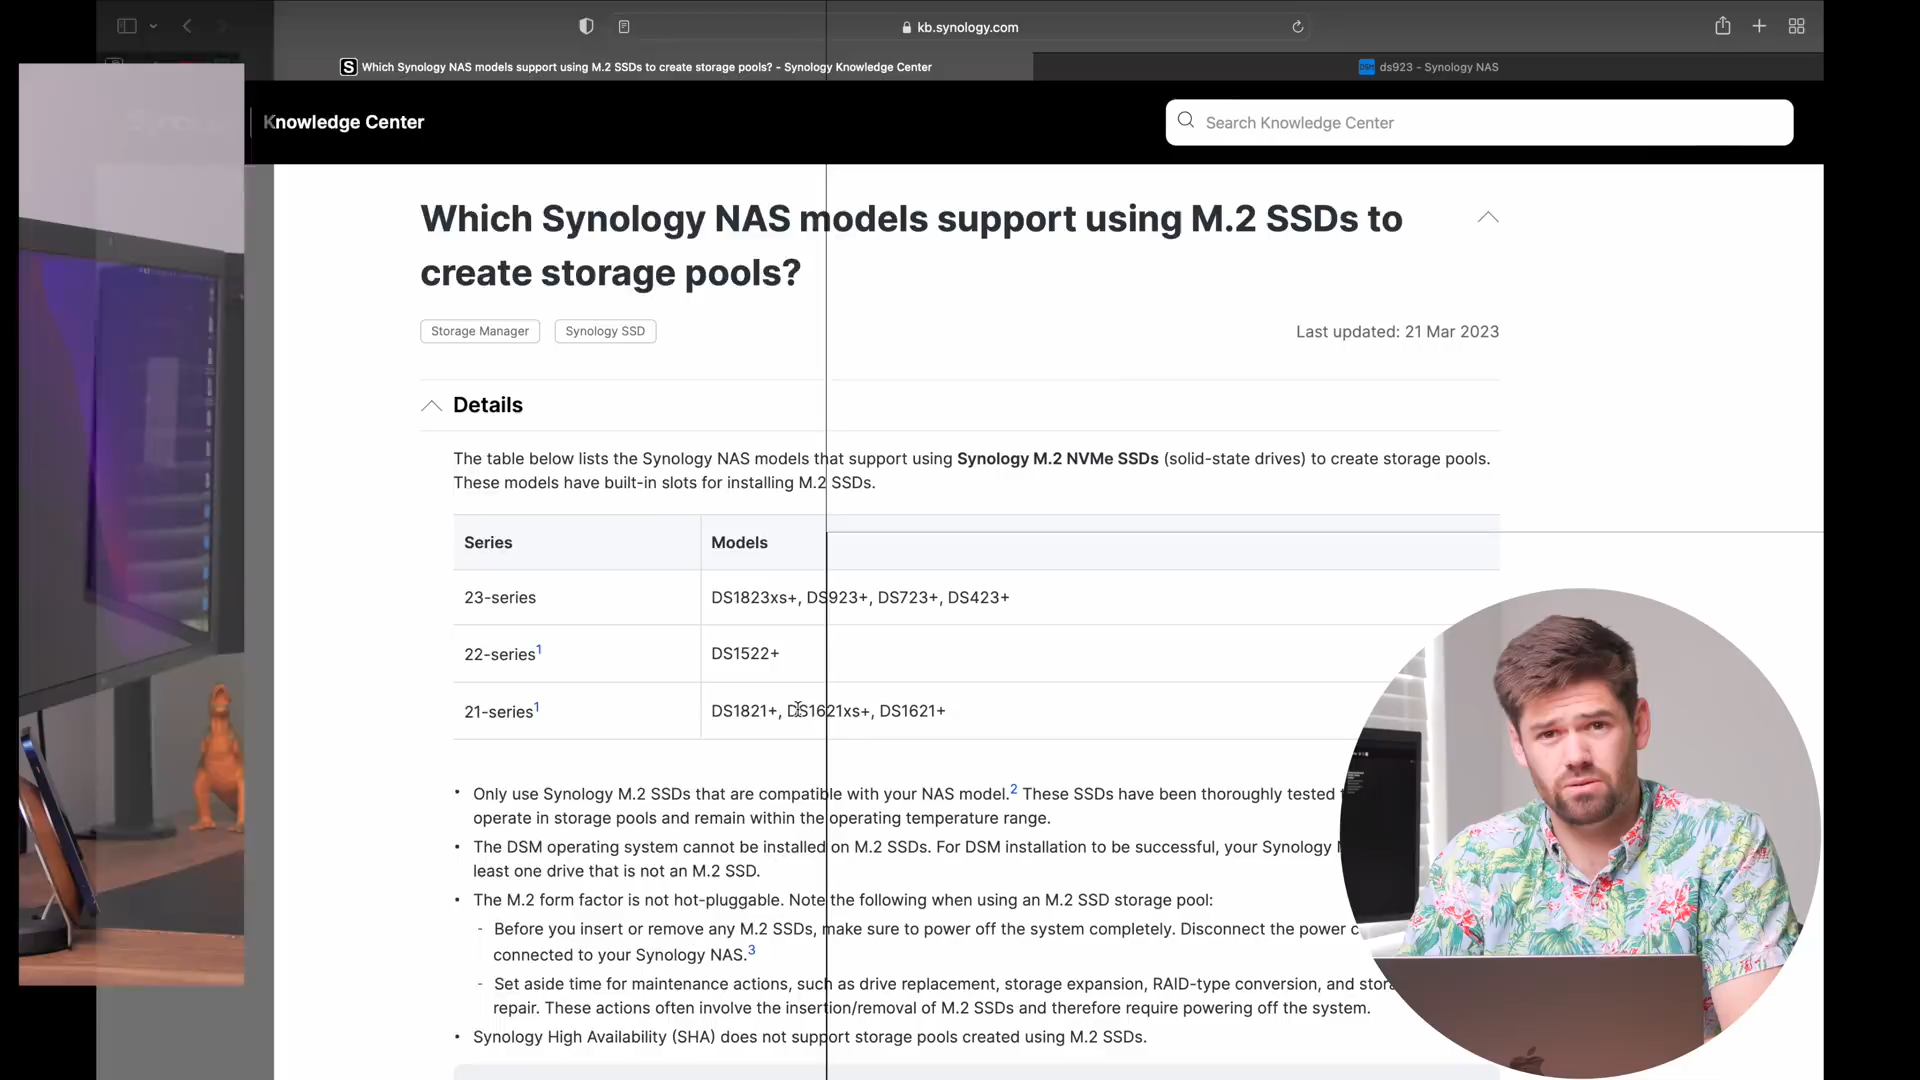 kb.synology.com
Which Synology NAS models support using M.2 SSDs to create storage pools? - Synology Knowledge Center
ds923 - Synology NAS
Knowledge Center
Search Knowledge Center
Which Synology NAS models support using M.2 SSDs to
create storage pools?
Storage Manager
Synology SSD
Last updated: 21 Mar 2023
Details
The table below lists the Synology NAS models that support using Synology M.2 NVMe SSDs (solid-state drives) to create storage pools.
These models have built-in slots for installing M.2 SSDs.
Series Models
23-series DS1823xs+, DS923+, DS723+, DS423+
22-series1 DS1522+
21-series1 DS1821+, DS1621xs+, DS1621+
• Only use Synology M.2 SSDs that are compatible with your NAS model.2 These SSDs have been thoroughly tested
operate in storage pools and remain within the operating temperature range.
• The DSM operating system cannot be installed on M.2 SSDs. For DSM installation to be successful, your Synology
least one drive that is not an M.2 SSD.
• The M.2 form factor is not hot-pluggable. Note the following when using an M.2 SSD storage pool:
- Before you insert or remove any M.2 SSDs, make sure to power off the system completely. Disconnect the power
connected to your Synology NAS.3
- Set aside time for maintenance actions, such as drive replacement, storage expansion, RAID-type conversion, and
repair. These actions often involve the insertion/removal of M.2 SSDs and therefore require powering off the system.
• Synology High Availability (SHA) does not support storage pools created using M.2 SSDs.